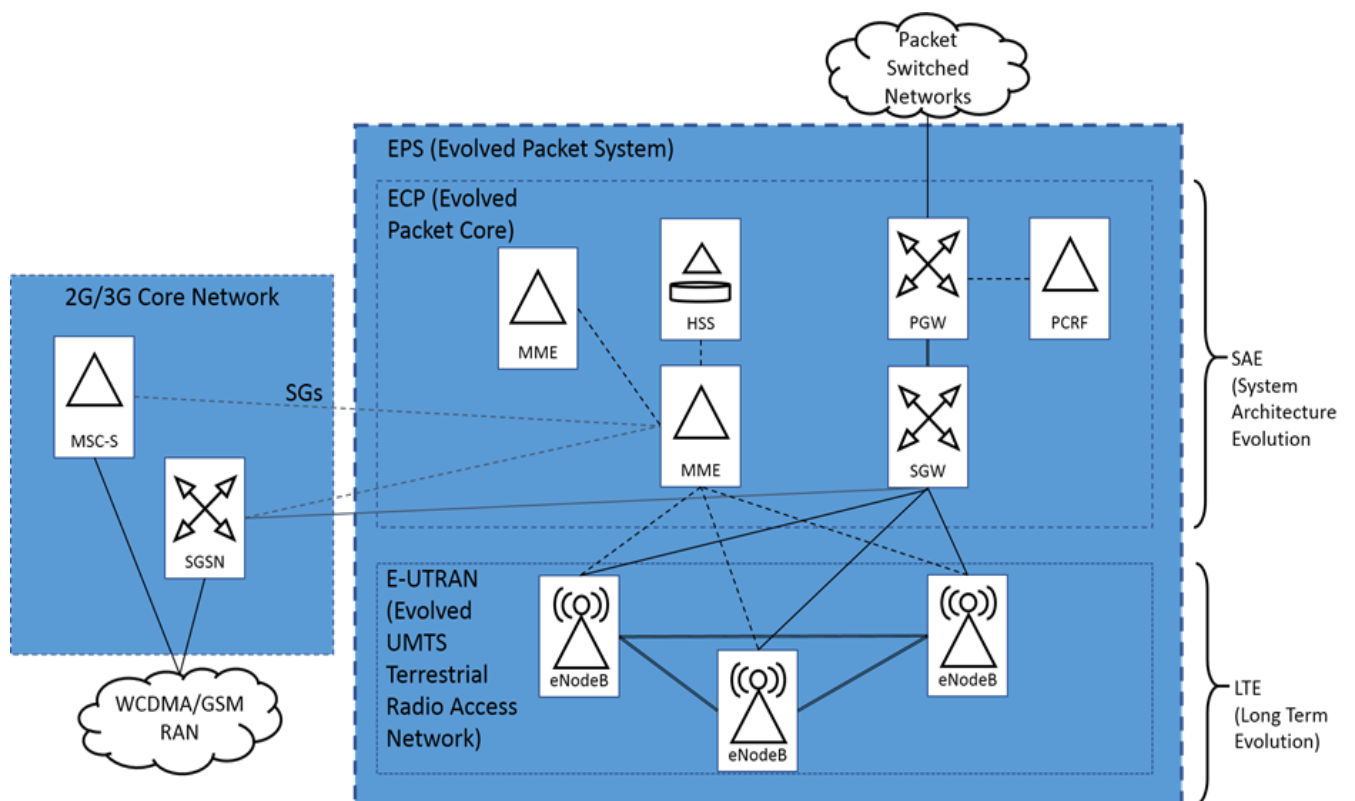 Packet
Switched
Networks
EPS (Evolved Packet System)
ECP (Evolved
Packet Core)
MME
HSS
PGW
PCRF
2G/3G Core Network
MSC-S
SGs
MME
SGW
SGSN
SAE
(System
Architecture
Evolution
E-UTRAN
(Evolved
UMTS
Terrestrial
Radio Access
Network)
eNodeB
eNodeB
eNodeB
WCDMA/GSM
RAN
LTE
(Long Term
Evolution)